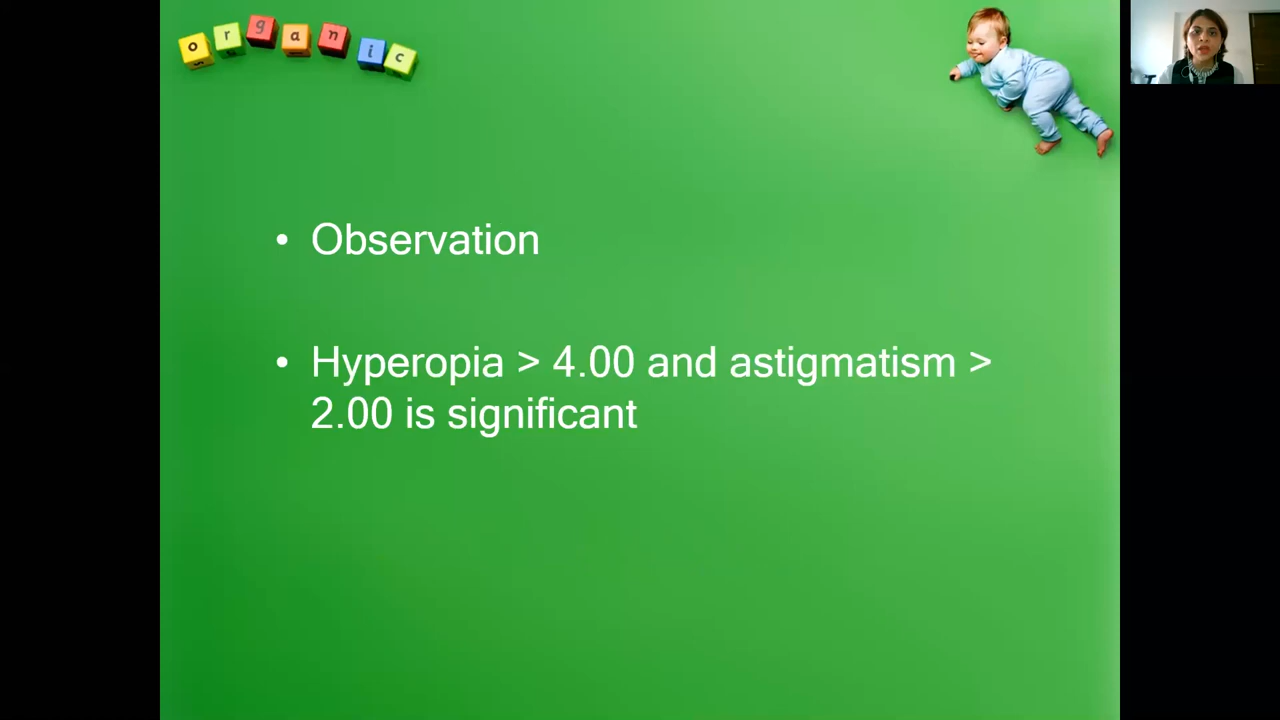 organic
• Observation
• Hyperopia > 4.00 and astigmatism >
2.00 is significant